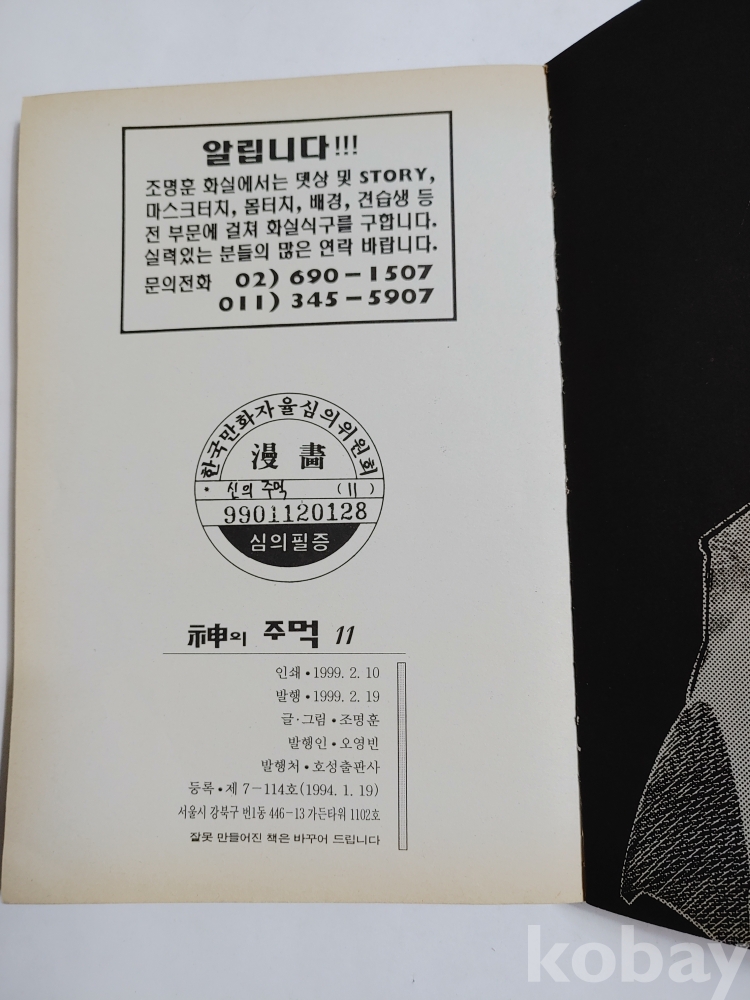 알립니다!!!
조명훈 화실에서는 뎃상 및 STORY,
마스크터치, 몸터치, 배경, 견습생 등
전 부문에 걸쳐 화실식구를 구합니다.
실력있는 분들의 많은 연락 바랍니다.
문의전화 02) 690-1507
011) 345-5907
한국만화자율심의위원회
漫畵
• 신의 주먹 (11)
9901120128
심의필증
神의 주먹 11
인쇄•1999. 2. 10
발행•1999. 2. 19
글·그림•조명훈
발행인•오영빈
발행처•호성출판사
등록•제 7-114호(1994. 1. 19)
서울시 강북구 번1동 446-13 가든타워 1102호
잘못 만들어진 책은 바꾸어 드립니다
kobay